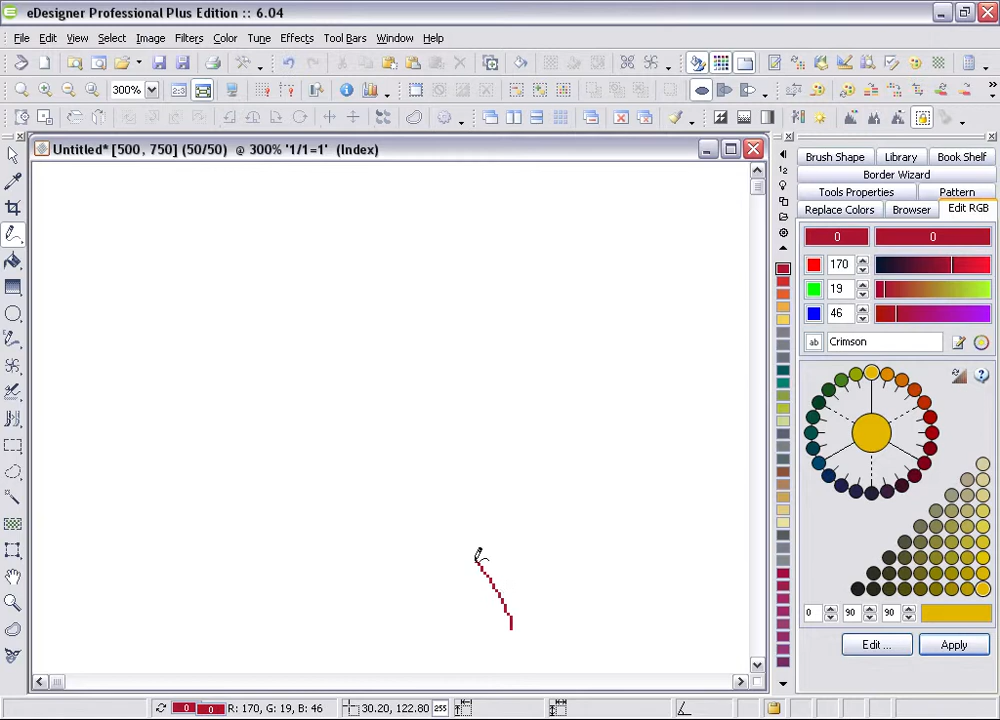 eDesigner Professional Plus Edition :: 6.04
File Edit View Select Image Filters Color Tune Effects Tool Bars Window Help
300%
Untitled* [500, 750] (50/50) @ 300% '1/1=1' (Index)
Brush Shape Library Book Shelf
Border Wizard
Tools Properties Pattern
Replace Colors Browser Edit RGB
0 0
170
19
46
ab Crimson
0 90 90
Edit ... Apply
0 0 R: 170, G: 19, B: 46 30.20, 122.80 255